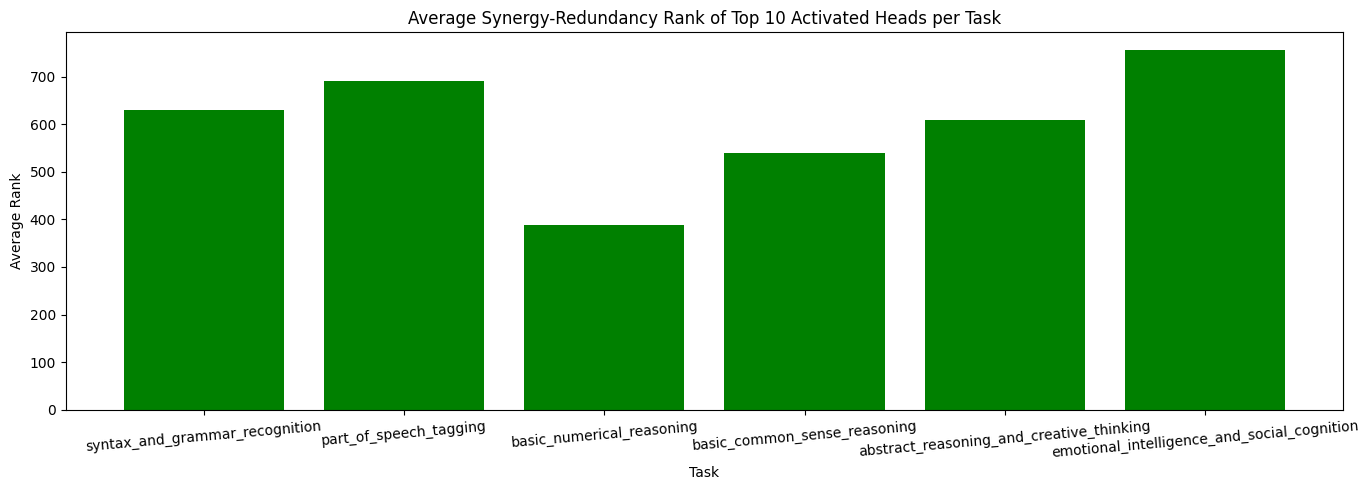 Average Synergy-Redundancy Rank of Top 10 Activated Heads per Task
Average Rank
700
600
500
400
300
200
100
0
syntax_and_grammar_recognition
part_of_speech_tagging
basic_numerical_reasoning
basic_common_sense_reasoning
abstract_reasoning_and_creative_thinking
emotional_intelligence_and_social_cognition
Task